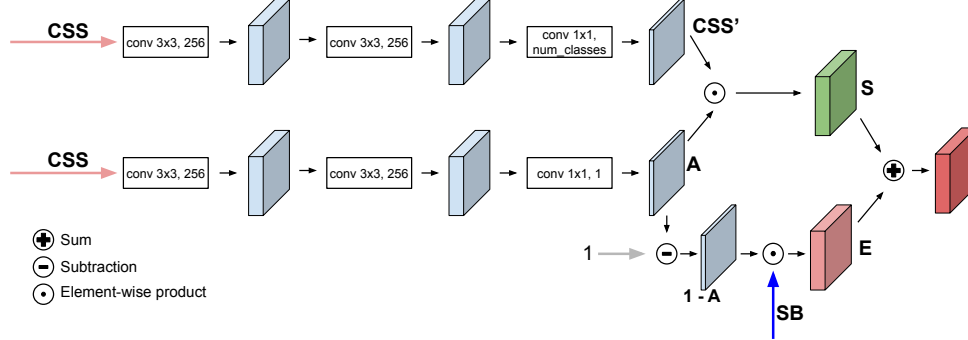 CSS
conv 3x3, 256
conv 3x3, 256
conv 1x1,
num_classes
CSS'
S
CSS
conv 3x3, 256
conv 3x3, 256
conv 1x1, 1
A
Sum
Subtraction
Element-wise product
1
1 - A
E
SB